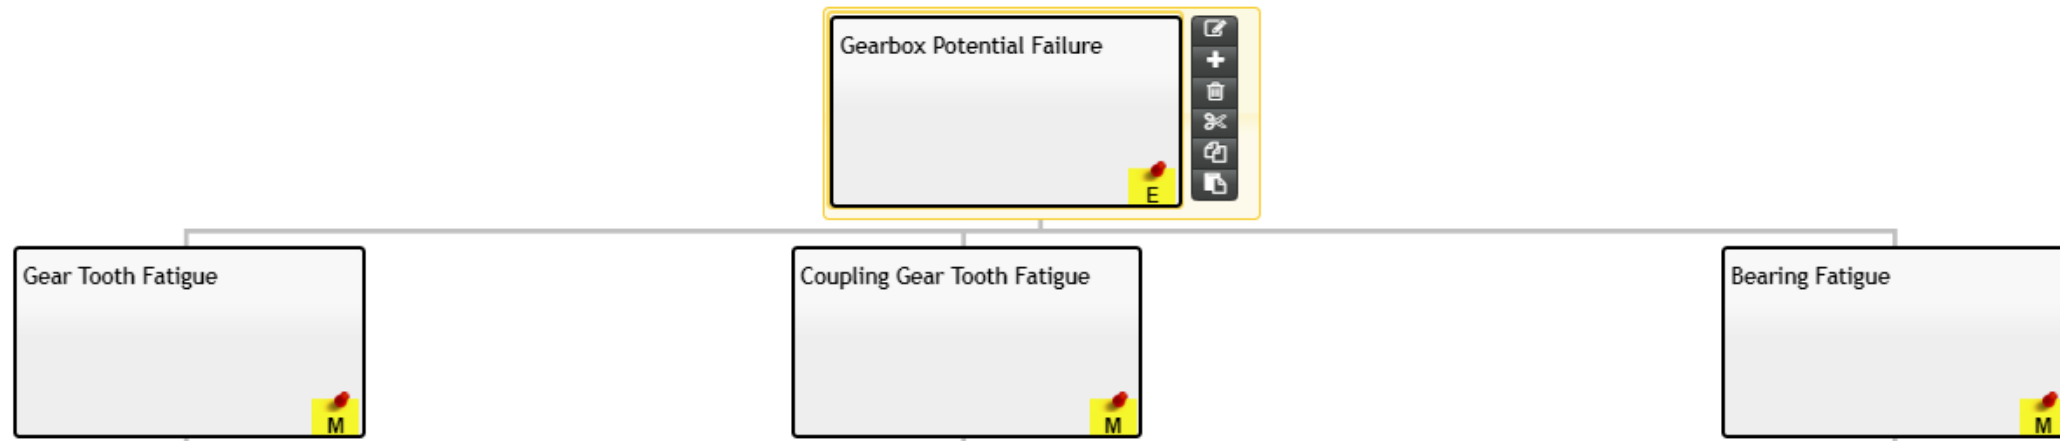 Gearbox Potential Failure
E
Gear Tooth Fatigue
Coupling Gear Tooth Fatigue
Bearing Fatigue
M
M
M